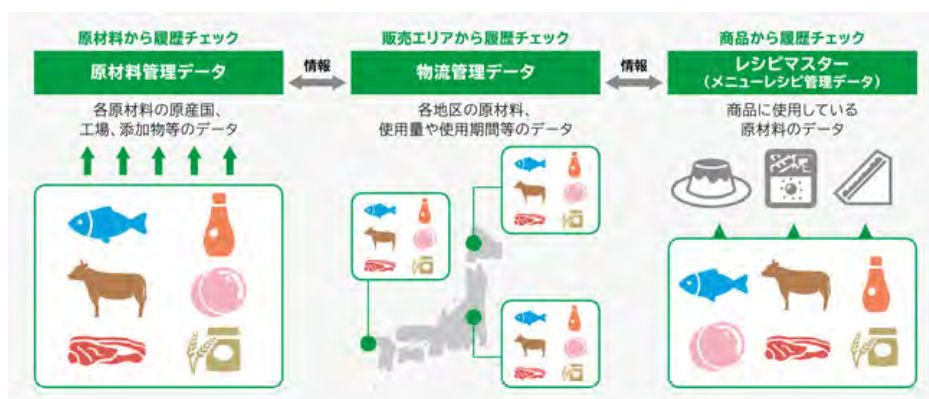 原材料から履歴チェック
原材料管理データ
各原材料の原産国、
工場、添加物等のデータ
情報
販売エリアから履歴チェック
物流管理データ
各地区の原材料、
使用量や使用期間等のデータ
情報
商品から履歴チェック
レシピマスター
（メニューレシピ管理データ）
商品に使用している
原材料のデータ